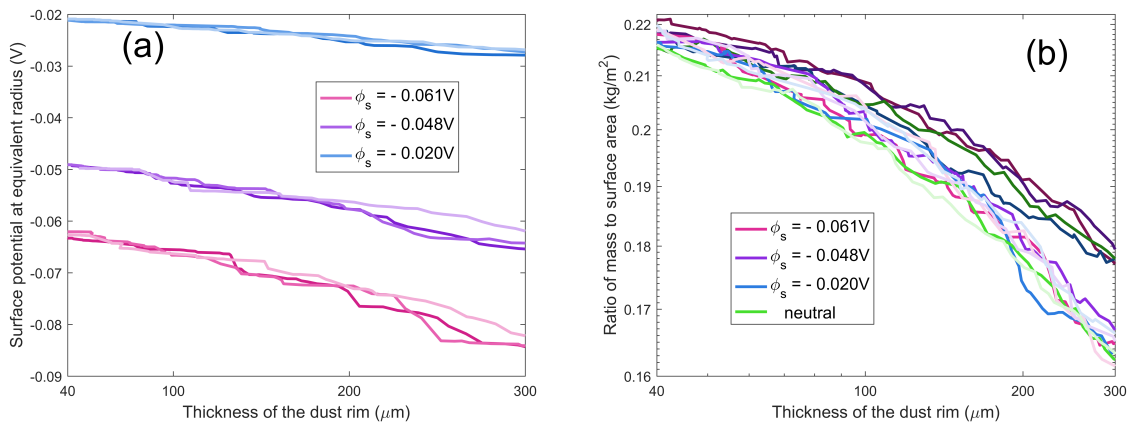 (a)
Surface potential at equivalent radius (V)
-0.02
-0.03
-0.05
-0.06
-0.07
-0.08
-0.09
ϕs = - 0.061V
ϕs = - 0.048V
ϕs = - 0.020V
40 100 200 300
Thickness of the dust rim (μm)
(b)
Ratio of mass to surface area (kg/m²)
0.22
0.21
0.2
0.19
0.18
0.17
0.16
ϕs = - 0.061V
ϕs = - 0.048V
ϕs = - 0.020V
neutral
40 100 200 300
Thickness of the dust rim (μm)